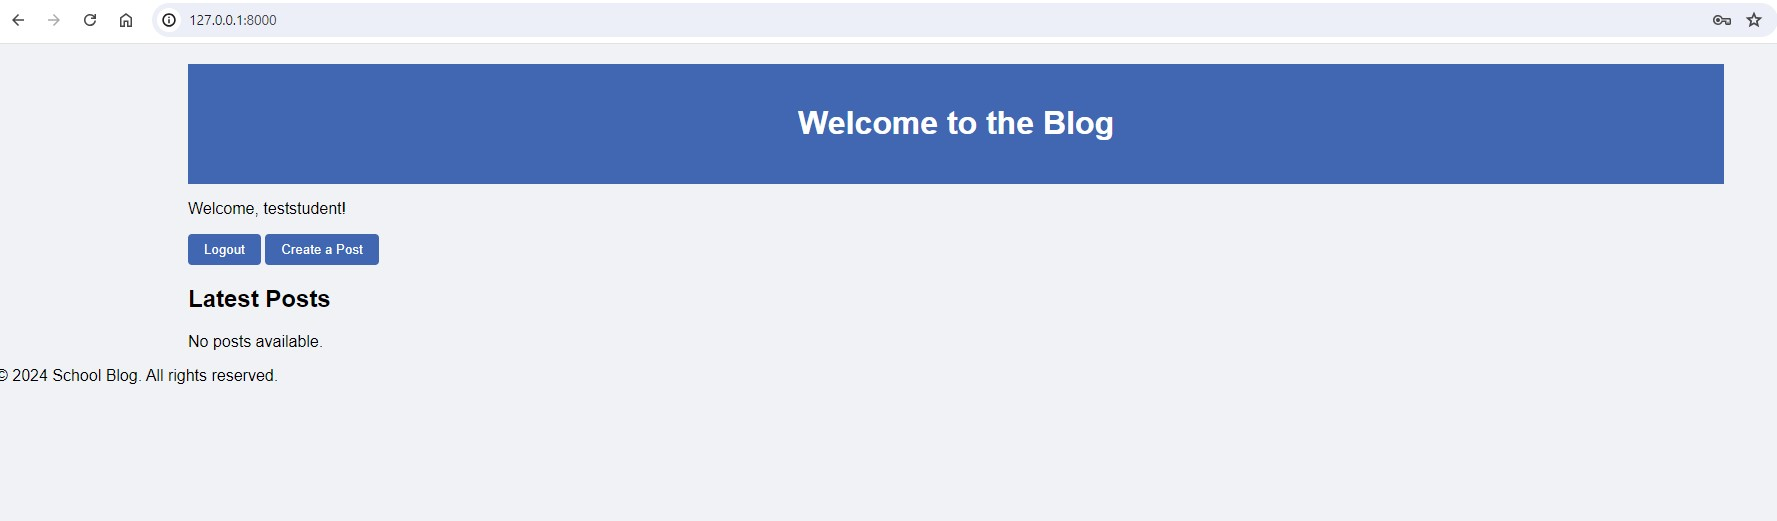 127.0.0.1:8000
Welcome to the Blog
Welcome, teststudent!
Logout Create a Post
Latest Posts
No posts available.
© 2024 School Blog. All rights reserved.